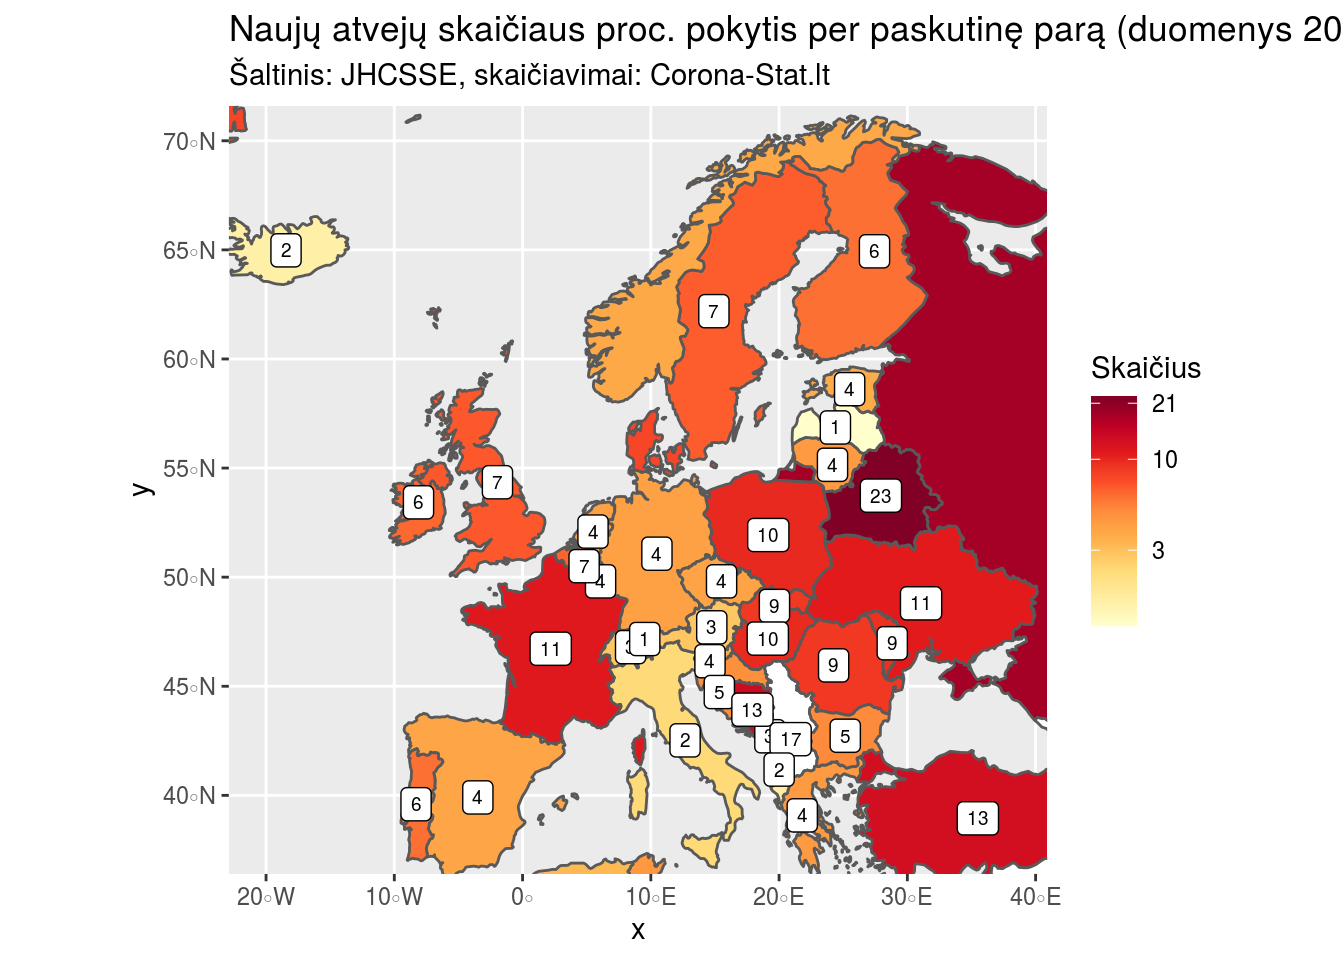 Naujų atvejų skaičiaus proc. pokytis per paskutinę parą (duomenys 20
Šaltinis: JHCSSE, skaičiavimai: Corona-Stat.lt
70◦N
65◦N
60◦N
55◦N
50◦N
45◦N
40◦N
y
2
6
7
4
1
4
23
7
6
4
10
4
7
4
4
9
11
3
10
1
9
11
4
9
5
13
2
17
5
2
6
4
4
13
20◦W
10◦W
0◦
10◦E
20◦E
30◦E
40◦E
x
Skaičius
21
10
3